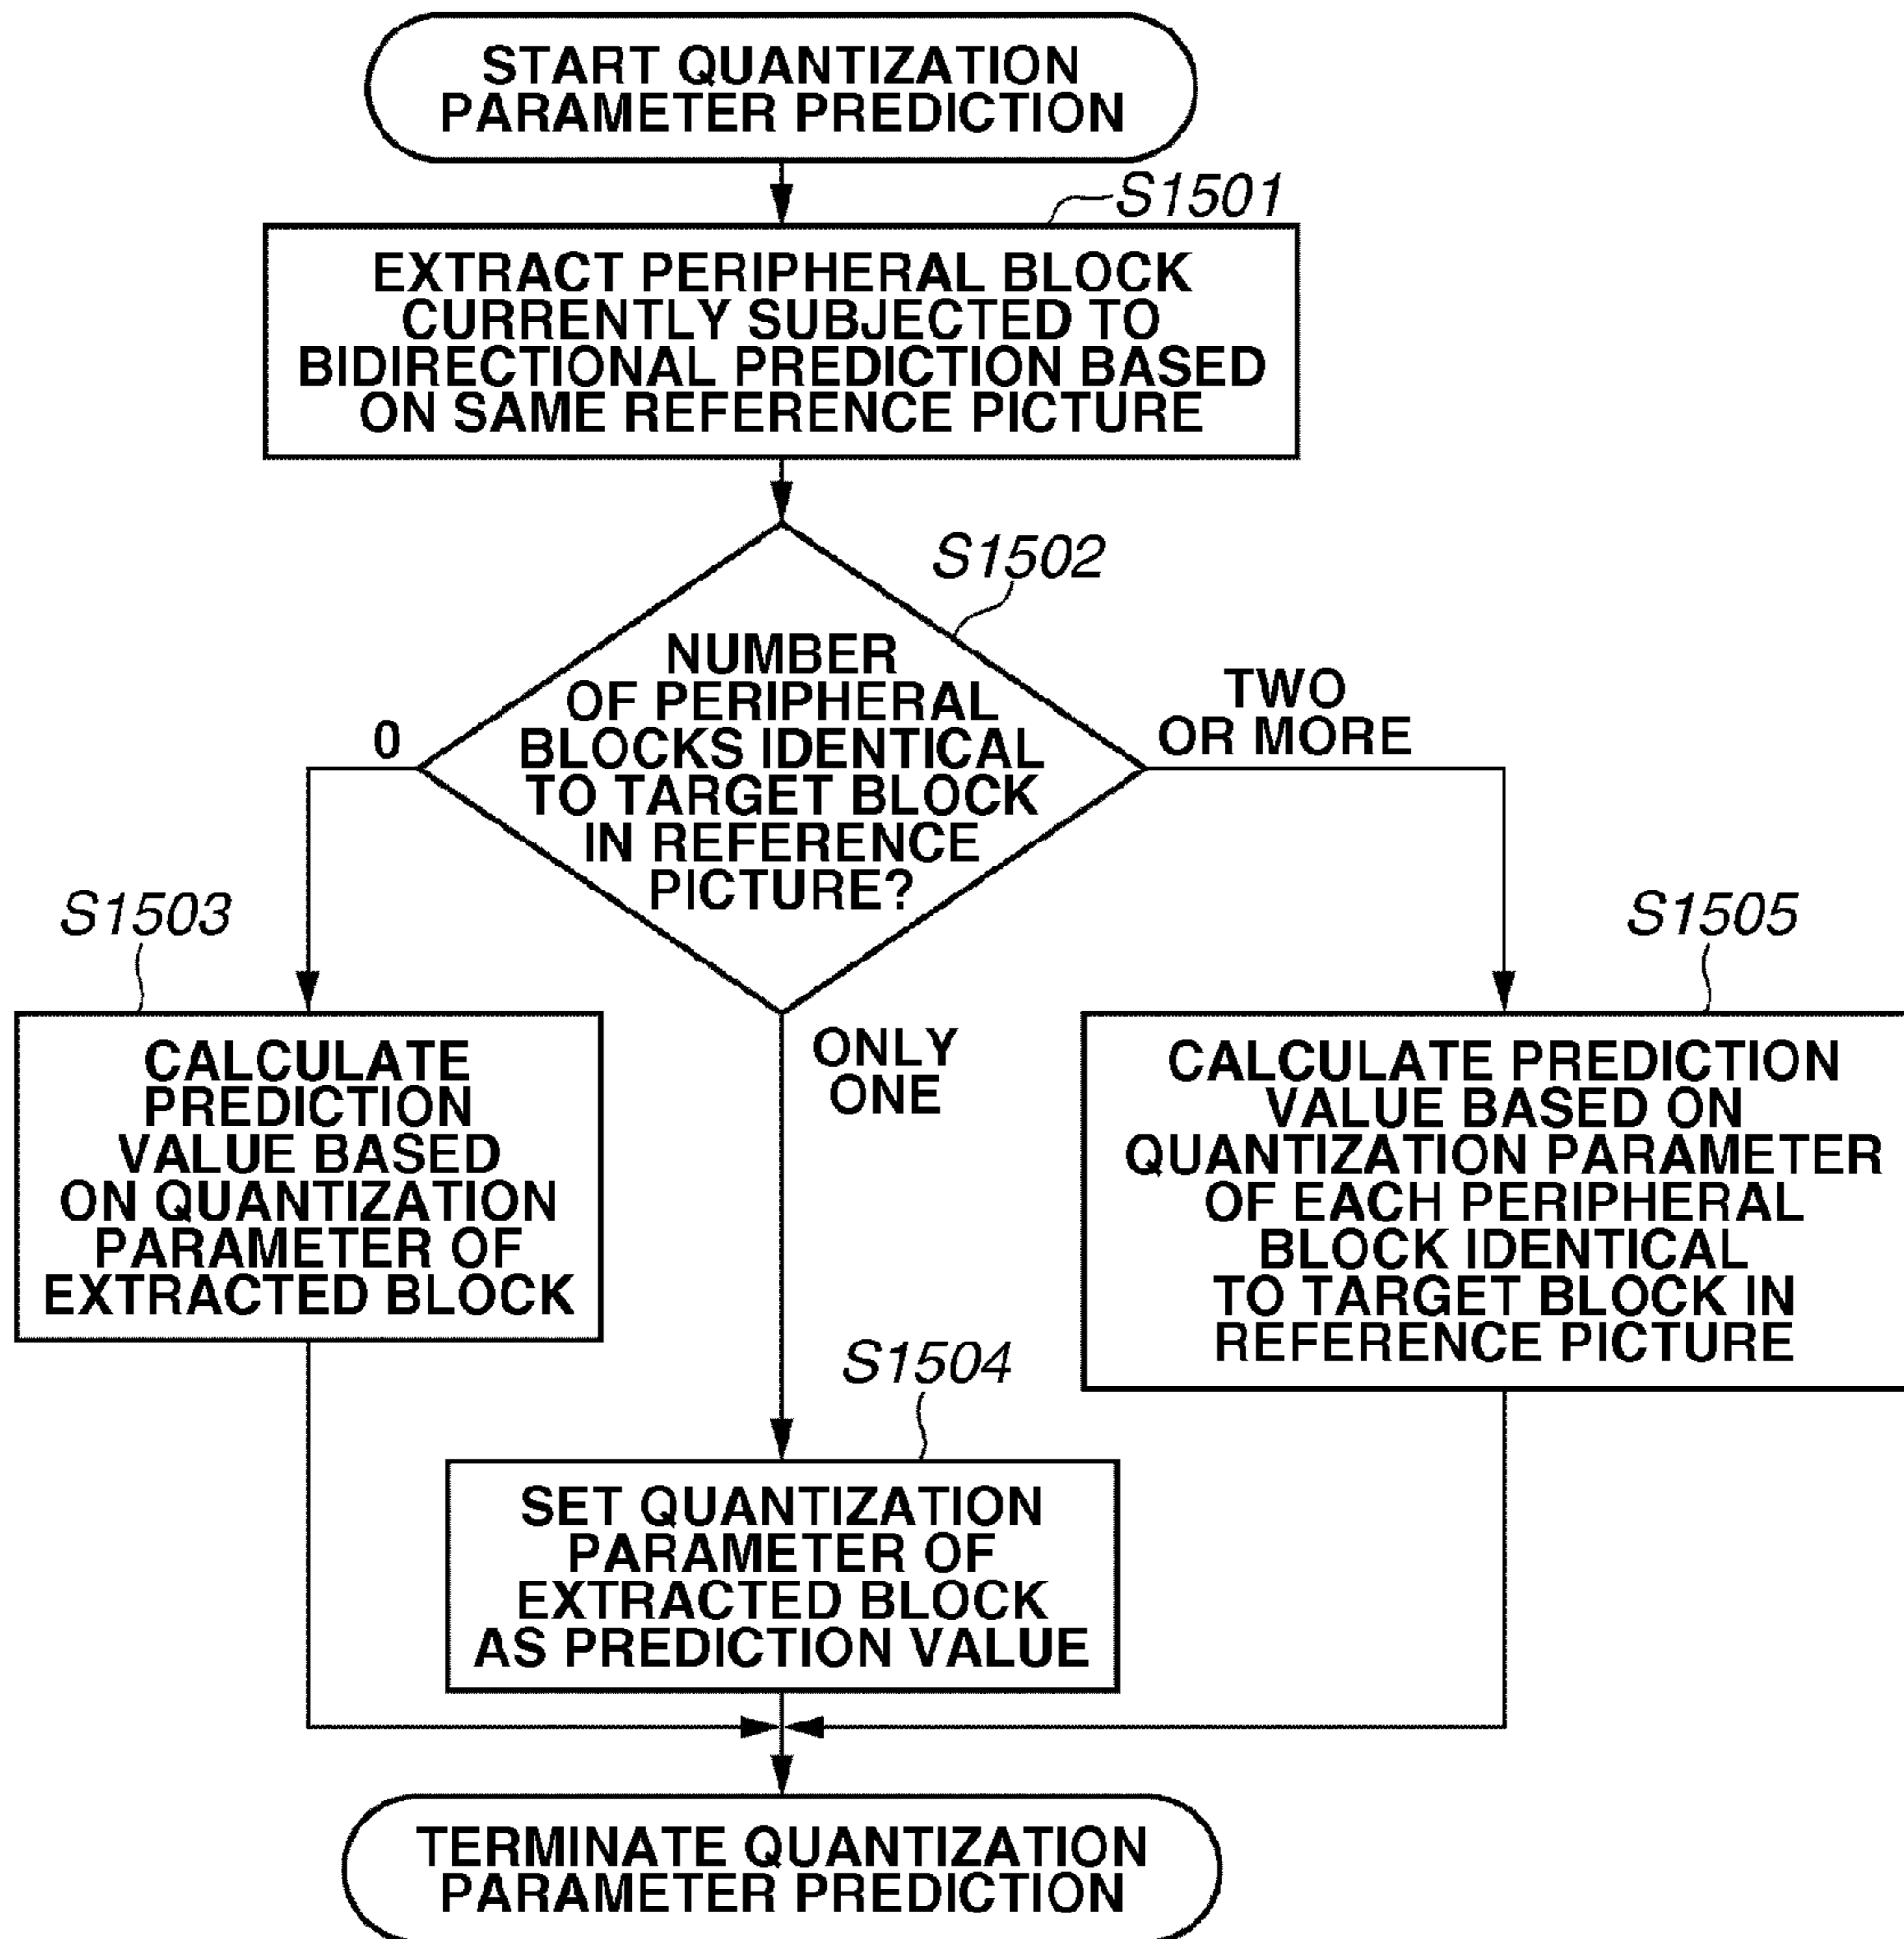 START QUANTIZATION
PARAMETER PREDICTION
S1501
EXTRACT PERIPHERAL BLOCK
CURRENTLY SUBJECTED TO
BIDIRECTIONAL PREDICTION BASED
ON SAME REFERENCE PICTURE
S1502
NUMBER
OF PERIPHERAL
BLOCKS IDENTICAL
TO TARGET BLOCK
IN REFERENCE
PICTURE?
0
TWO
OR MORE
ONLY
ONE
S1503
CALCULATE
PREDICTION
VALUE BASED
ON QUANTIZATION
PARAMETER OF
EXTRACTED BLOCK
S1505
CALCULATE PREDICTION
VALUE BASED ON
QUANTIZATION PARAMETER
OF EACH PERIPHERAL
BLOCK IDENTICAL
TO TARGET BLOCK IN
REFERENCE PICTURE
S1504
SET QUANTIZATION
PARAMETER OF
EXTRACTED BLOCK
AS PREDICTION VALUE
TERMINATE QUANTIZATION
PARAMETER PREDICTION